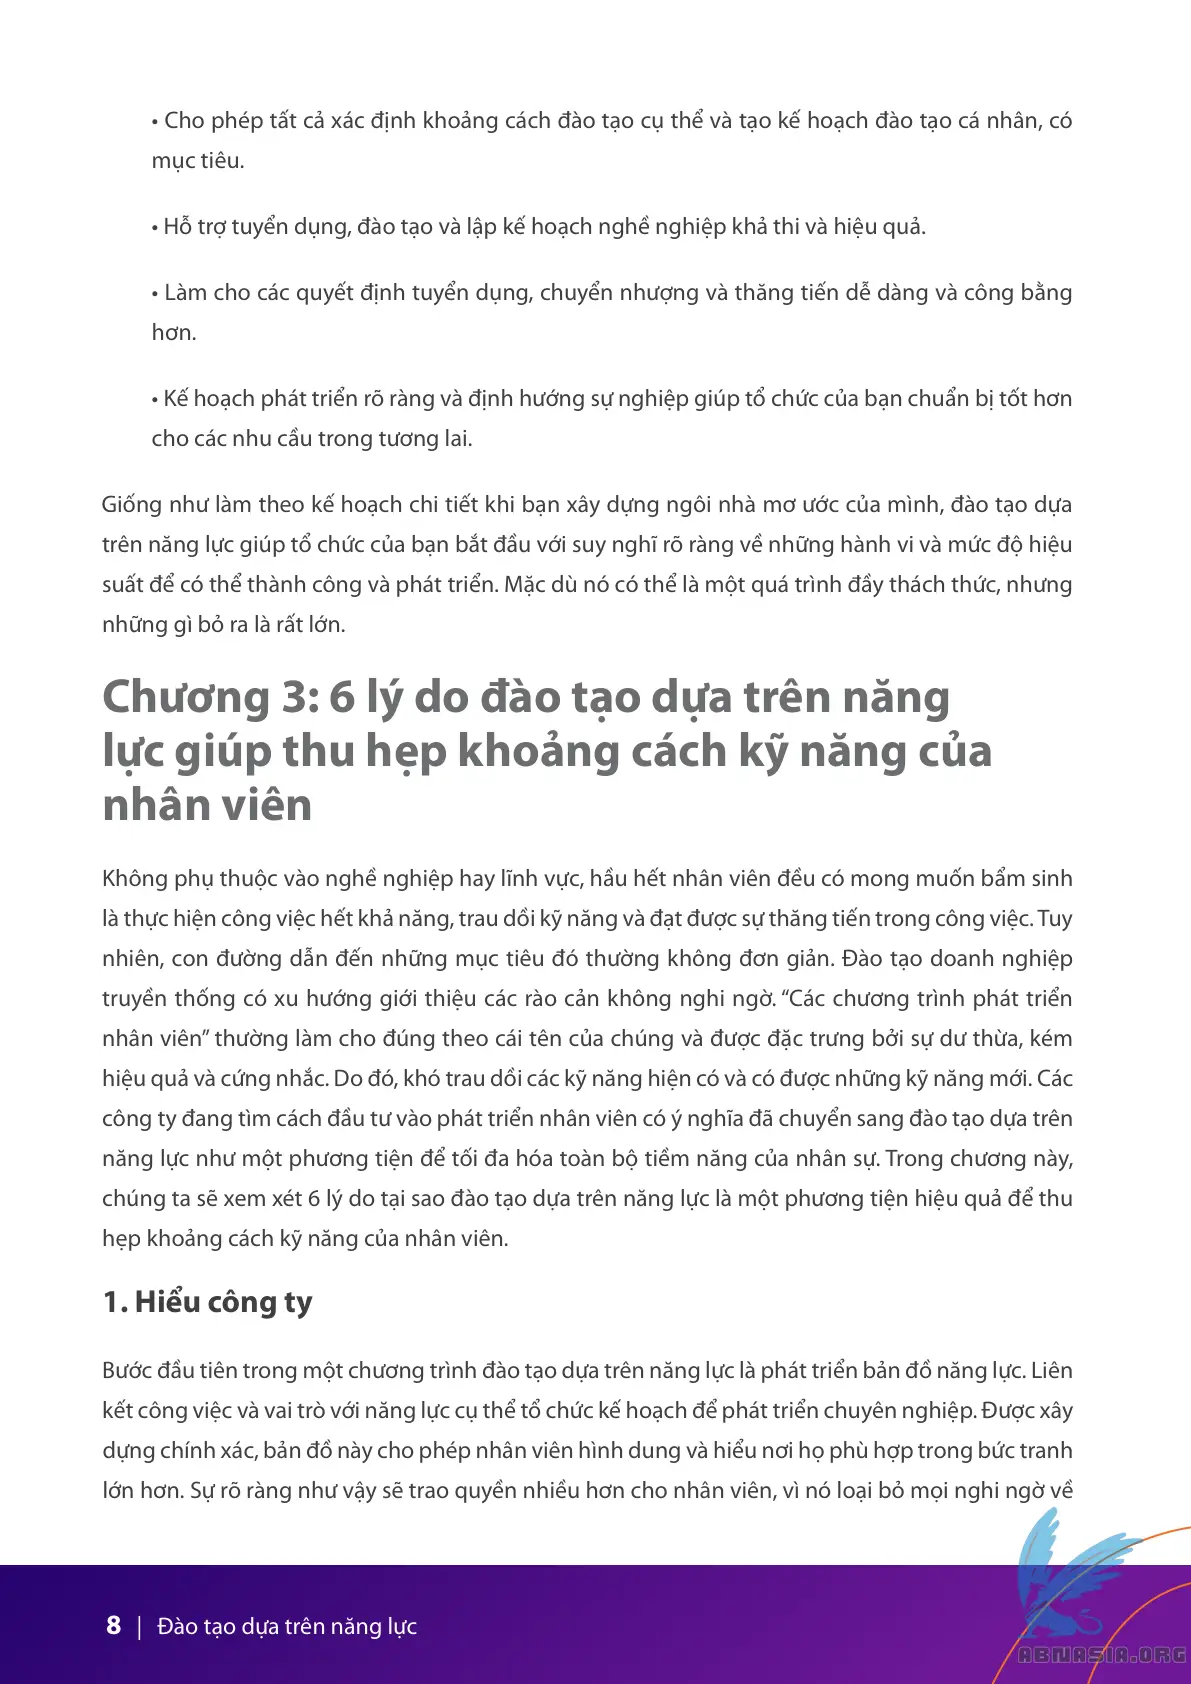 • Cho phép tất cả xác định khoảng cách đào tạo cụ thể và tạo kế hoạch đào tạo cá nhân, có
mục tiêu.
• Hỗ trợ tuyển dụng, đào tạo và lập kế hoạch nghề nghiệp khả thi và hiệu quả.
• Làm cho các quyết định tuyển dụng, chuyển nhượng và thăng tiến dễ dàng và công bằng
hơn.
• Kế hoạch phát triển rõ ràng và định hướng sự nghiệp giúp tổ chức của bạn chuẩn bị tốt hơn
cho các nhu cầu trong tương lai.
Giống như làm theo kế hoạch chi tiết khi bạn xây dựng ngôi nhà mơ ước của mình, đào tạo dựa
trên năng lực giúp tổ chức của bạn bắt đầu với suy nghĩ rõ ràng về những hành vi và mức độ hiệu
suất để có thể thành công và phát triển. Mặc dù nó có thể là một quá trình đầy thách thức, nhưng
những gì bỏ ra là rất lớn.
Chương 3: 6 lý do đào tạo dựa trên năng
lực giúp thu hẹp khoảng cách kỹ năng của
nhân viên
Không phụ thuộc vào nghề nghiệp hay lĩnh vực, hầu hết nhân viên đều có mong muốn bẩm sinh
là thực hiện công việc hết khả năng, trau dồi kỹ năng và đạt được sự thăng tiến trong công việc. Tuy
nhiên, con đường dẫn đến những mục tiêu đó thường không đơn giản. Đào tạo doanh nghiệp
truyền thống có xu hướng giới thiệu các rào cản không nghi ngờ. “Các chương trình phát triển
nhân viên” thường làm cho đúng theo cái tên của chúng và được đặc trưng bởi sự dư thừa, kém
hiệu quả và cứng nhắc. Do đó, khó trau dồi các kỹ năng hiện có và có được những kỹ năng mới. Các
công ty đang tìm cách đầu tư vào phát triển nhân viên có ý nghĩa đã chuyển sang đào tạo dựa trên
năng lực như một phương tiện để tối đa hóa toàn bộ tiềm năng của nhân sự. Trong chương này,
chúng ta sẽ xem xét 6 lý do tại sao đào tạo dựa trên năng lực là một phương tiện hiệu quả để thu
hẹp khoảng cách kỹ năng của nhân viên.
1. Hiểu công ty
Bước đầu tiên trong một chương trình đào tạo dựa trên năng lực là phát triển bản đồ năng lực. Liên
kết công việc và vai trò với năng lực cụ thể tổ chức kế hoạch để phát triển chuyên nghiệp. Được xây
dựng chính xác, bản đồ này cho phép nhân viên hình dung và hiểu nơi họ phù hợp trong bức tranh
lớn hơn. Sự rõ ràng như vậy sẽ trao quyền nhiều hơn cho nhân viên, vì nó loại bỏ mọi nghi ngờ về
8 | Đào tạo dựa trên năng lực
ABNASIA.ORG